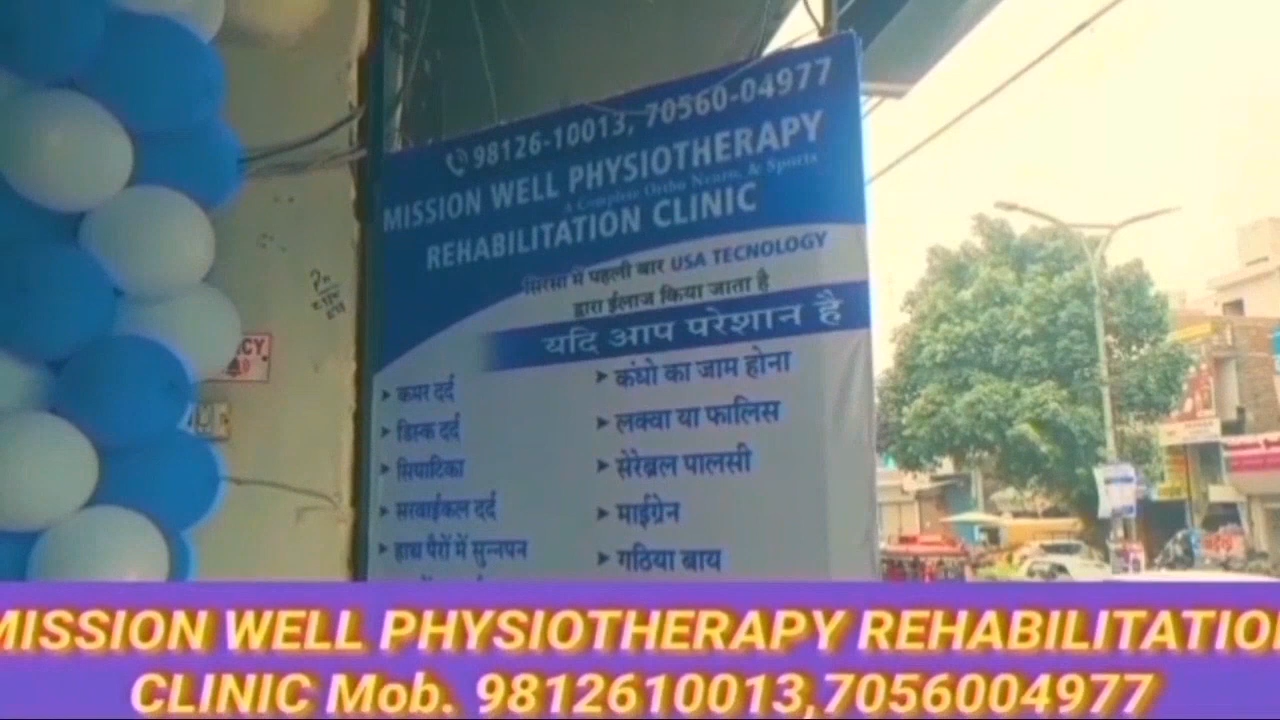 98126-10013, 70560-04977
MISSION WELL PHYSIOTHERAPY
A Complete Ortho Neuro, & Sports
REHABILITATION CLINIC
सिरसा में पहली बार USA TECNOLOGY
द्वारा ईलाज किया जाता है
यदि आप परेशान है
➤ कमर दर्द
➤ डिस्क दर्द
➤ सियाटिका
➤ सरवाईकल दर्द
➤ हाथ पैरों में सुन्नपन
➤ कंधो का जाम होना
➤ लक्वा या फालिस
➤ सेरेब्रल पालसी
➤ माईग्रेन
➤ गठिया बाय
MISSION WELL PHYSIOTHERAPY REHABILITATION
CLINIC Mob. 9812610013,7056004977